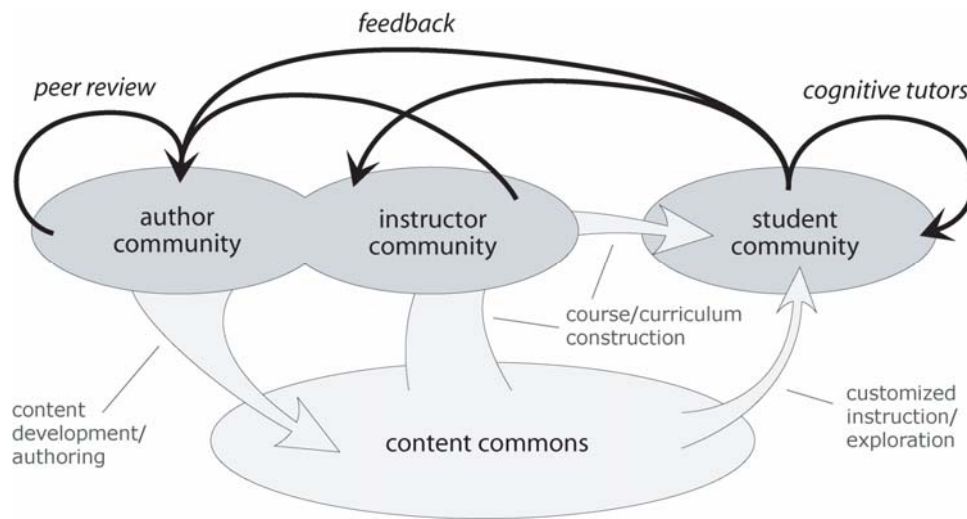 feedback
peer review
cognitive tutors
author
community
instructor
community
student
community
course/curriculum
construction
content
development/
authoring
content commons
customized
instruction/
exploration